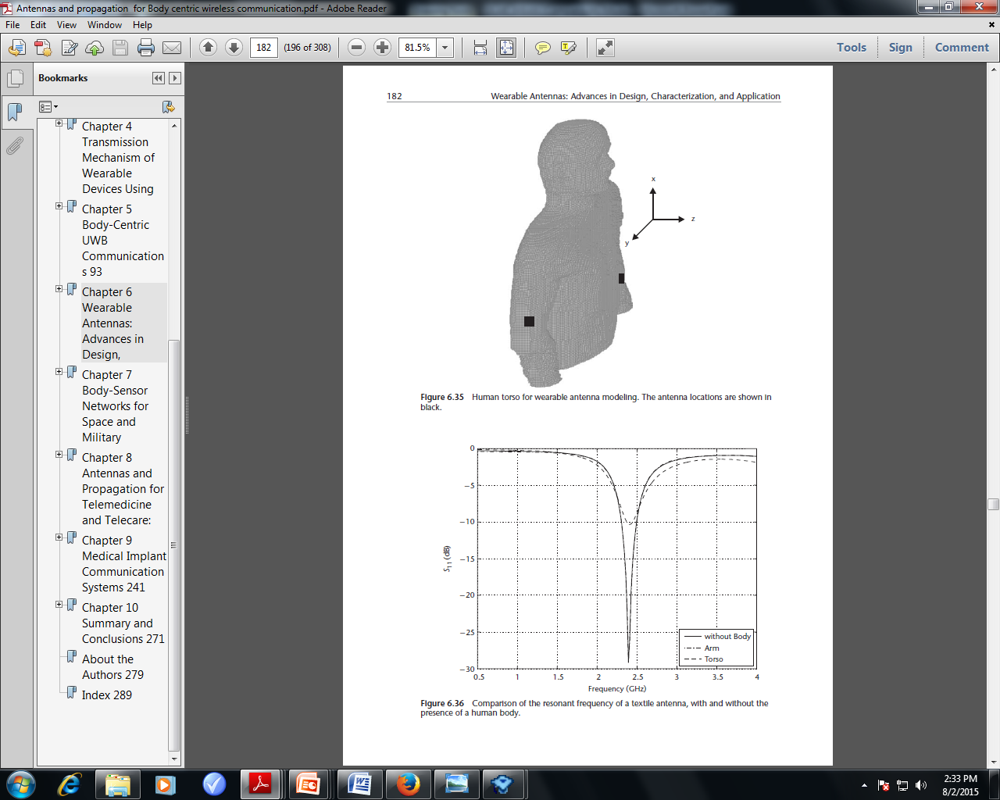 Antennas and propagation  for Body centric wireless communication.pdf - Adobe Reader
File Edit View Window Help
182 (196 of 308) 81.5% Tools Sign Comment
Bookmarks
Chapter 4
Transmission
Mechanism of
Wearable
Devices Using
Chapter 5
Body-Centric
UWB
Communication
s 93
Chapter 6
Wearable
Antennas:
Advances in
Design,
Chapter 7
Body-Sensor
Networks for
Space and
Military
Chapter 8
Antennas and
Propagation for
Telemedicine
and Telecare:
Chapter 9
Medical Implant
Communication
Systems 241
Chapter 10
Summary and
Conclusions 271
About the
Authors 279
Index 289
182 Wearable Antennas: Advances in Design, Characterization, and Application
x
z
y
Figure 6.35 Human torso for wearable antenna modeling. The antenna locations are shown in
black.
0
−5
−10
−15
−20
−25
−30
S11 (dB)
without Body
Arm
Torso
0.5 1 1.5 2 2.5 3 3.5 4
Frequency (GHz)
Figure 6.36 Comparison of the resonant frequency of a textile antenna, with and without the
presence of a human body.
2:33 PM
8/2/2015